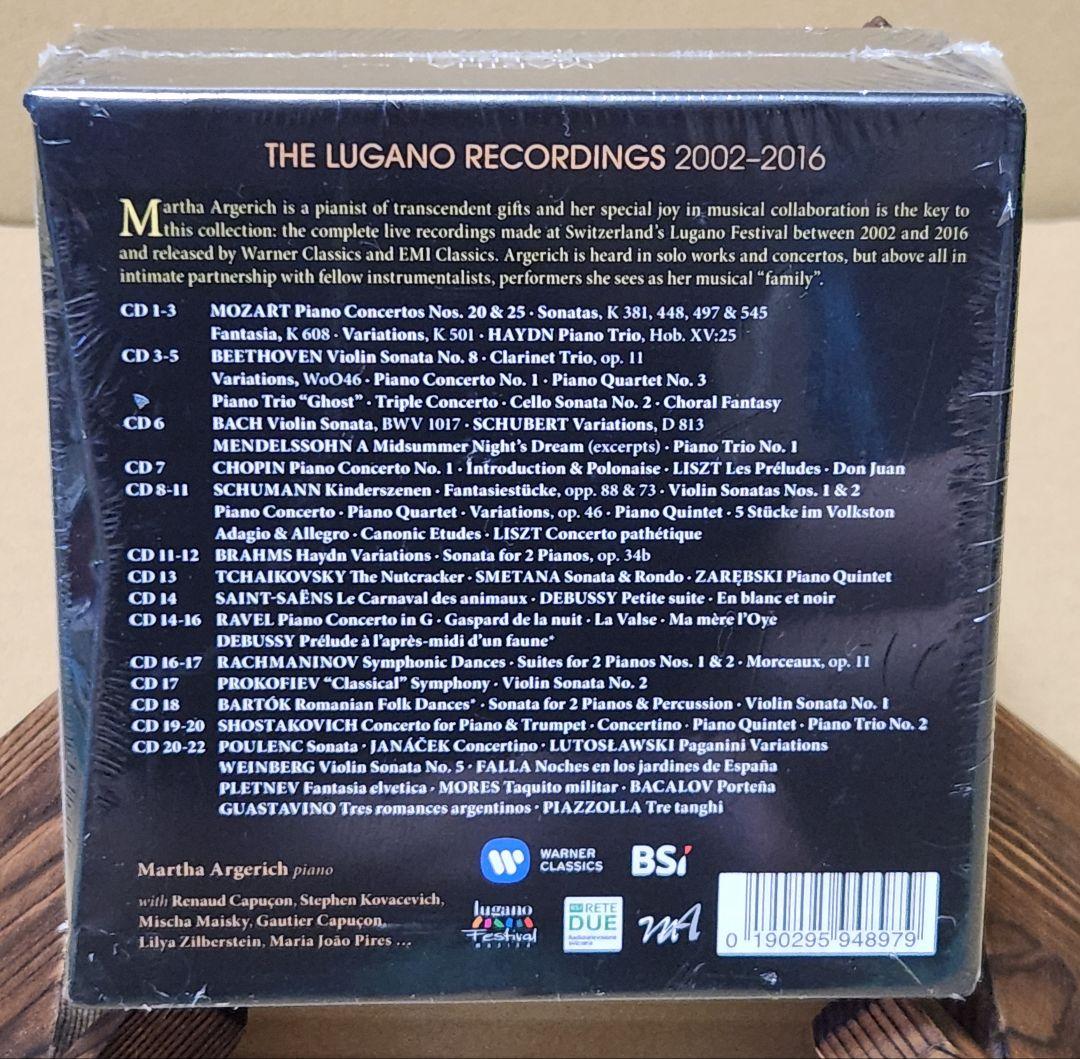 THE LUGANO RECORDINGS 2002–2016
Martha Argerich is a pianist of transcendent gifts and her special joy in musical collaboration is the key to
this collection: the complete live recordings made at Switzerland's Lugano Festival between 2002 and 2016
and released by Warner Classics and EMI Classics. Argerich is heard in solo works and concertos, but above all in
intimate partnership with fellow instrumentalists, performers she sees as her musical "family".
CD 1-3 MOZART Piano Concertos Nos. 20 & 25 · Sonatas, K 381, 448, 497 & 545
Fantasia, K 608 · Variations, K 501 · HAYDN Piano Trio, Hob. XV:25
CD 3-5 BEETHOVEN Violin Sonata No. 8 · Clarinet Trio, op. 11
Variations, WoO46 · Piano Concerto No. 1 · Piano Quartet No. 3
Piano Trio "Ghost" · Triple Concerto · Cello Sonata No. 2 · Choral Fantasy
CD 6 BACH Violin Sonata, BWV 1017 · SCHUBERT Variations, D 813
MENDELSSOHN A Midsummer Night's Dream (excerpts) · Piano Trio No. 1
CD 7 CHOPIN Piano Concerto No. 1 · Introduction & Polonaise · LISZT Les Préludes · Don Juan
CD 8-11 SCHUMANN Kinderszenen · Fantasiestücke, opp. 88 & 73 · Violin Sonatas Nos. 1 & 2
Piano Concerto · Piano Quartet · Variations, op. 46 · Piano Quintet · 5 Stücke im Volkston
Adagio & Allegro · Canonic Etudes · LISZT Concerto pathétique
CD 11-12 BRAHMS Haydn Variations · Sonata for 2 Pianos, op. 34b
CD 13 TCHAIKOVSKY The Nutcracker · SMETANA Sonata & Rondo · ZARĘBSKI Piano Quintet
CD 14 SAINT-SAËNS Le Carnaval des animaux · DEBUSSY Petite suite · En blanc et noir
CD 14-16 RAVEL Piano Concerto in G · Gaspard de la nuit · La Valse · Ma mère l'Oye
DEBUSSY Prélude à l'après-midi d'un faune*
CD 16-17 RACHMANINOV Symphonic Dances · Suites for 2 Pianos Nos. 1 & 2 · Morceaux, op. 11
CD 17 PROKOFIEV "Classical" Symphony · Violin Sonata No. 2
CD 18 BARTÓK Romanian Folk Dances* · Sonata for 2 Pianos & Percussion · Violin Sonata No. 1
CD 19-20 SHOSTAKOVICH Concerto for Piano & Trumpet · Concertino · Piano Quintet · Piano Trio No. 2
CD 20-22 POULENC Sonata · JANÁČEK Concertino · LUTOSŁAWSKI Paganini Variations
WEINBERG Violin Sonata No. 5 · FALLA Noches en los jardines de España
PLETNEV Fantasia elvetica · MORES Taquito militar · BACALOV Porteña
GUASTAVINO Tres romances argentinos · PIAZZOLLA Tre tanghi
Martha Argerich piano
with Renaud Capuçon, Stephen Kovacevich,
Mischa Maisky, Gautier Capuçon,
Lilya Zilberstein, Maria João Pires ...
WARNER
CLASSICS
BSI
lugano
Festival
MUSICA
RSI RETE
DUE
Radiotelevisione
svizzera
mA
0 190295 948979